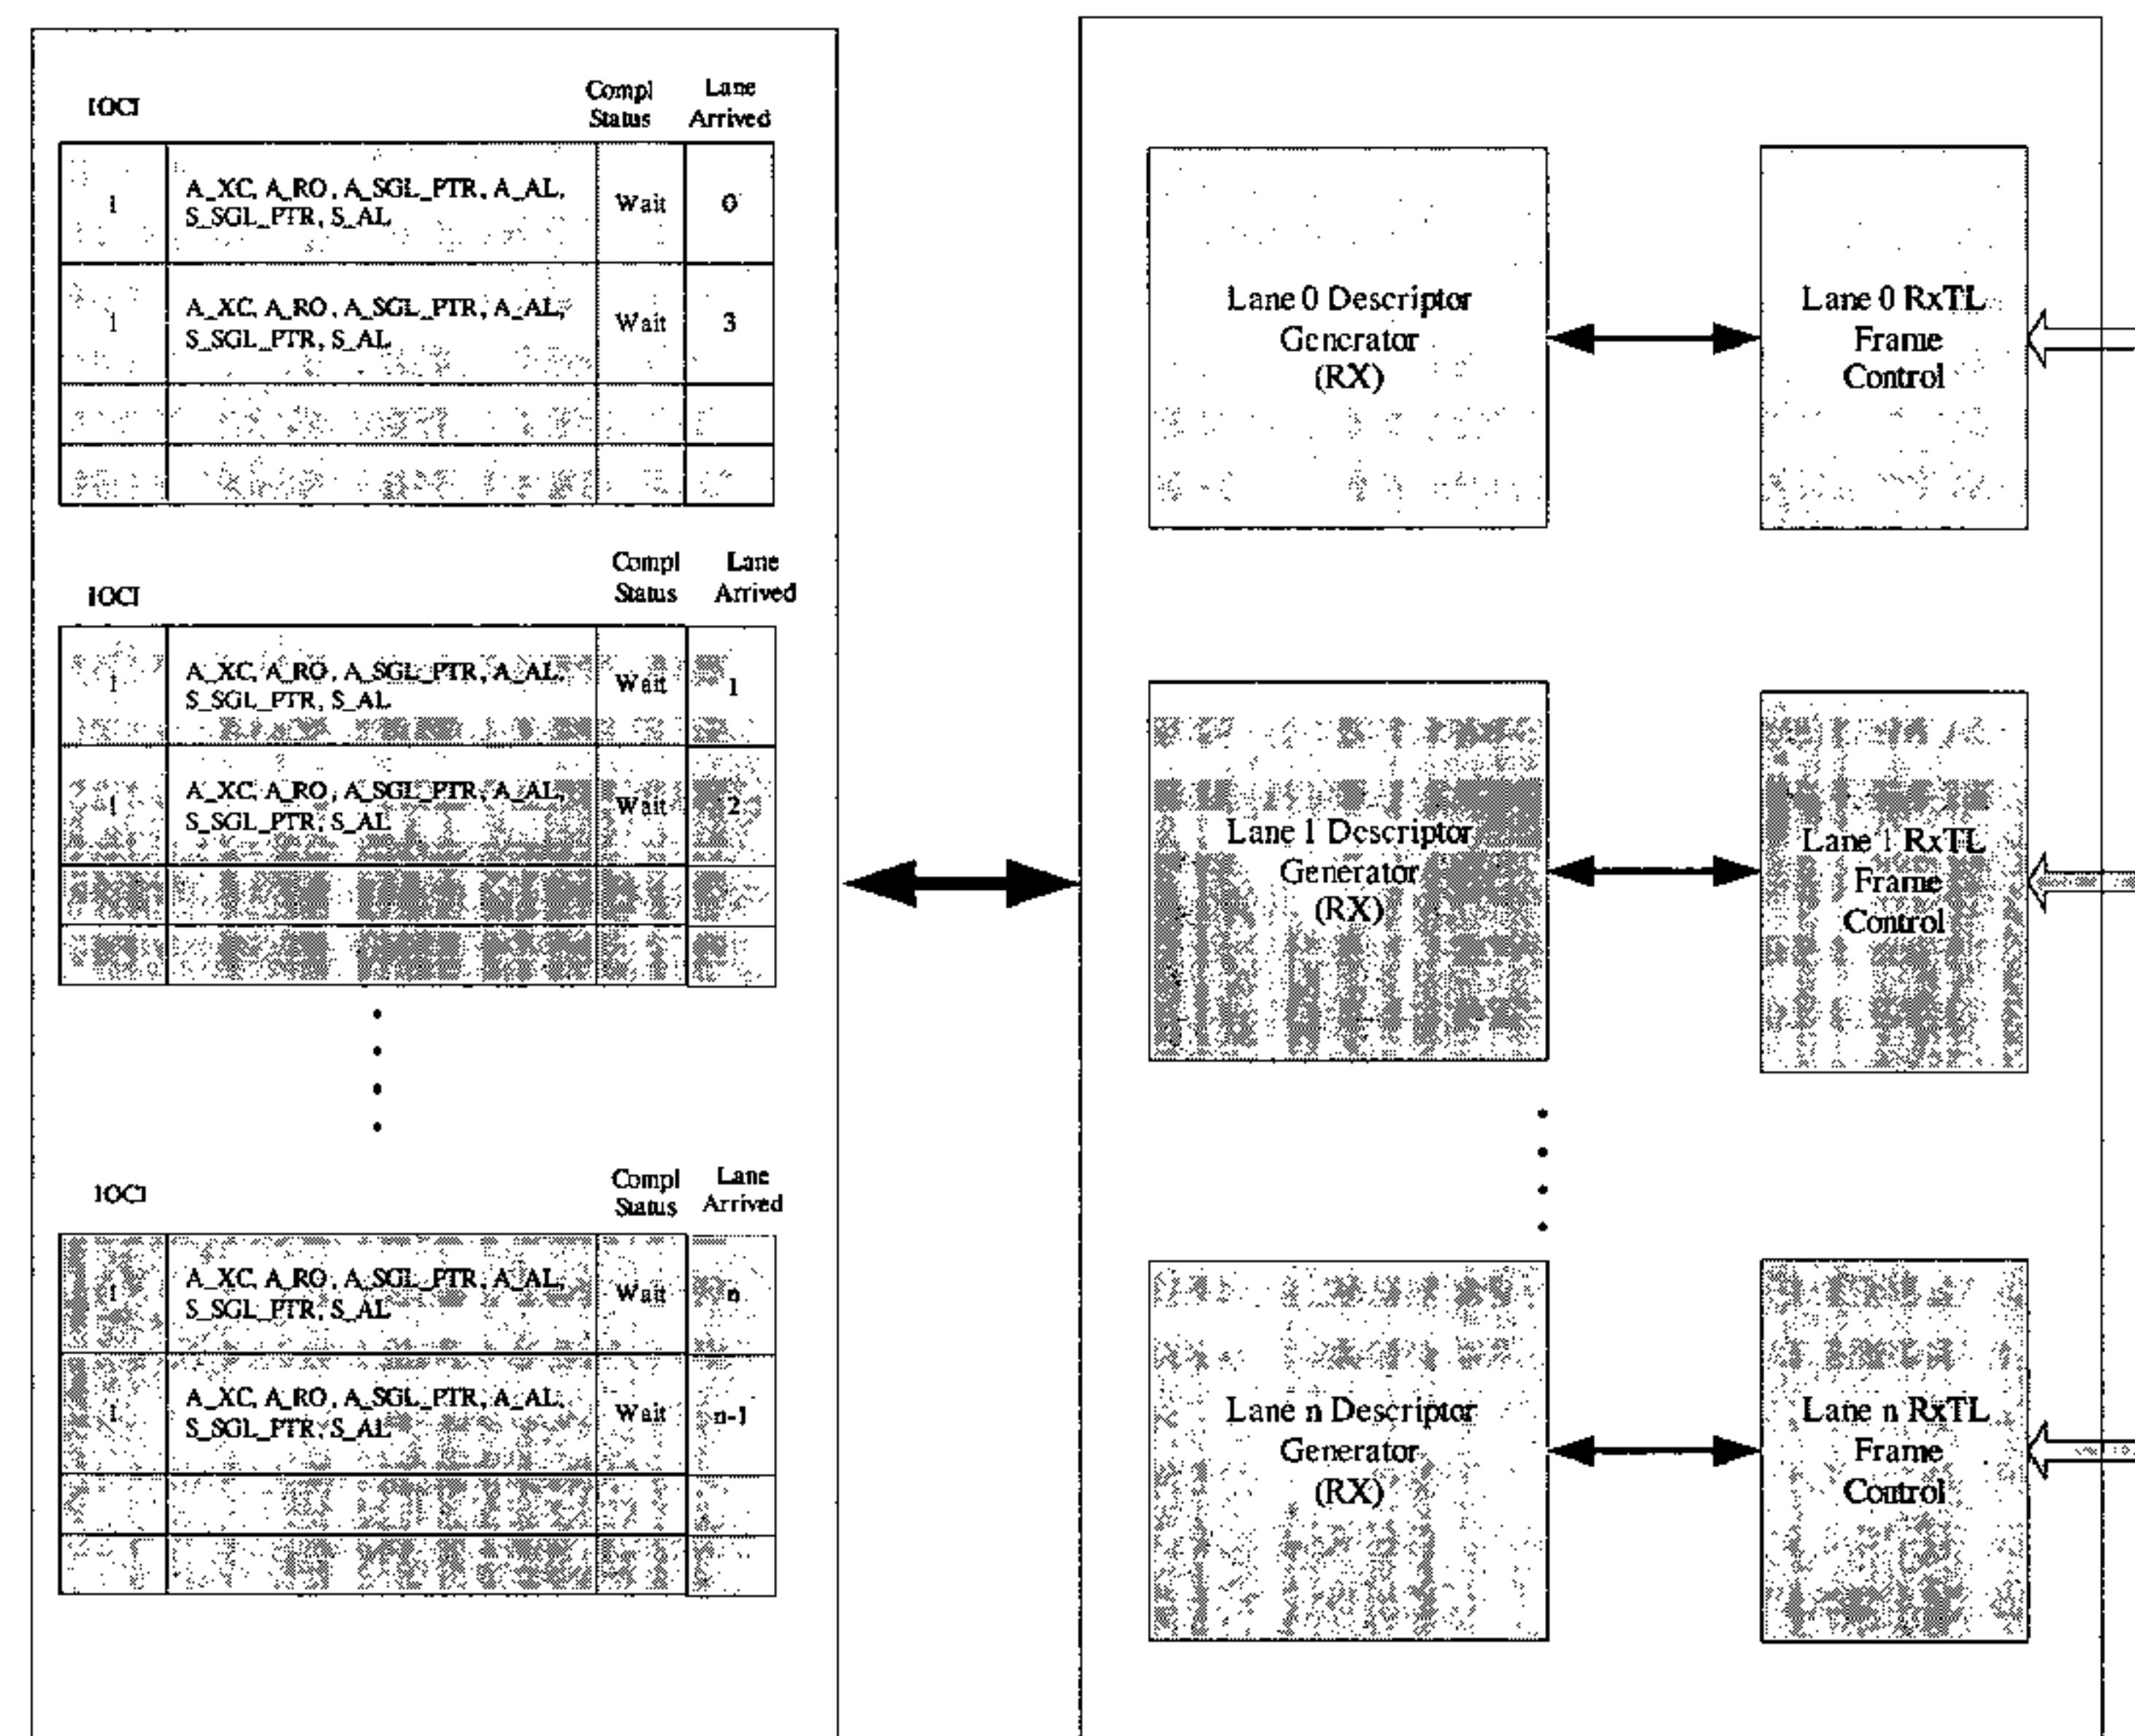 IOCI
Compl Status
Lane Arrived
1
A_XC, A_RO, A_SGL_PTR, A_AL,
S_SGL_PTR, S_AL
Wait
0
1
A_XC, A_RO, A_SGL_PTR, A_AL,
S_SGL_PTR, S_AL
Wait
3
IOCI
Compl Status
Lane Arrived
1
A_XC, A_RO, A_SGL_PTR, A_AL,
S_SGL_PTR, S_AL
Wait
1
1
A_XC, A_RO, A_SGL_PTR, A_AL,
S_SGL_PTR, S_AL
Wait
2
IOCI
Compl Status
Lane Arrived
1
A_XC, A_RO, A_SGL_PTR, A_AL,
S_SGL_PTR, S_AL
Wait
n
1
A_XC, A_RO, A_SGL_PTR, A_AL,
S_SGL_PTR, S_AL
Wait
n-1
Lane 0 Descriptor
Generator
(RX)
Lane 0 RxTL
Frame
Control
Lane 1 Descriptor
Generator
(RX)
Lane 1 RxTL
Frame
Control
Lane n Descriptor
Generator
(RX)
Lane n RxTL
Frame
Control